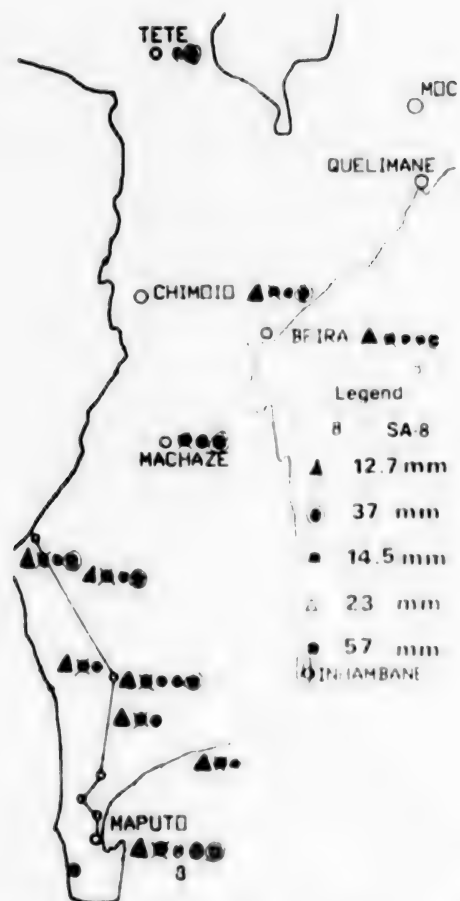 TETE
MOC
QUELIMANE
CHIMOIO
BEIRA
Legend
8 SA-8
12.7 mm
MACHAZE
37 mm
14.5 mm
23 mm
57 mm
INHAMBANE
MAPUTO
8